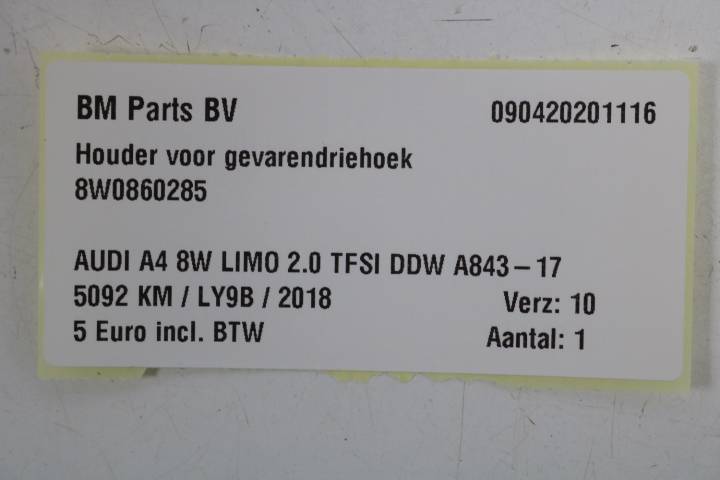 BM Parts BV 090420201116
Houder voor gevarendriehoek
8W0860285
AUDI A4 8W LIMO 2.0 TFSI DDW A843-17
5092 KM / LY9B / 2018 Verz: 10
5 Euro incl. BTW Aantal: 1